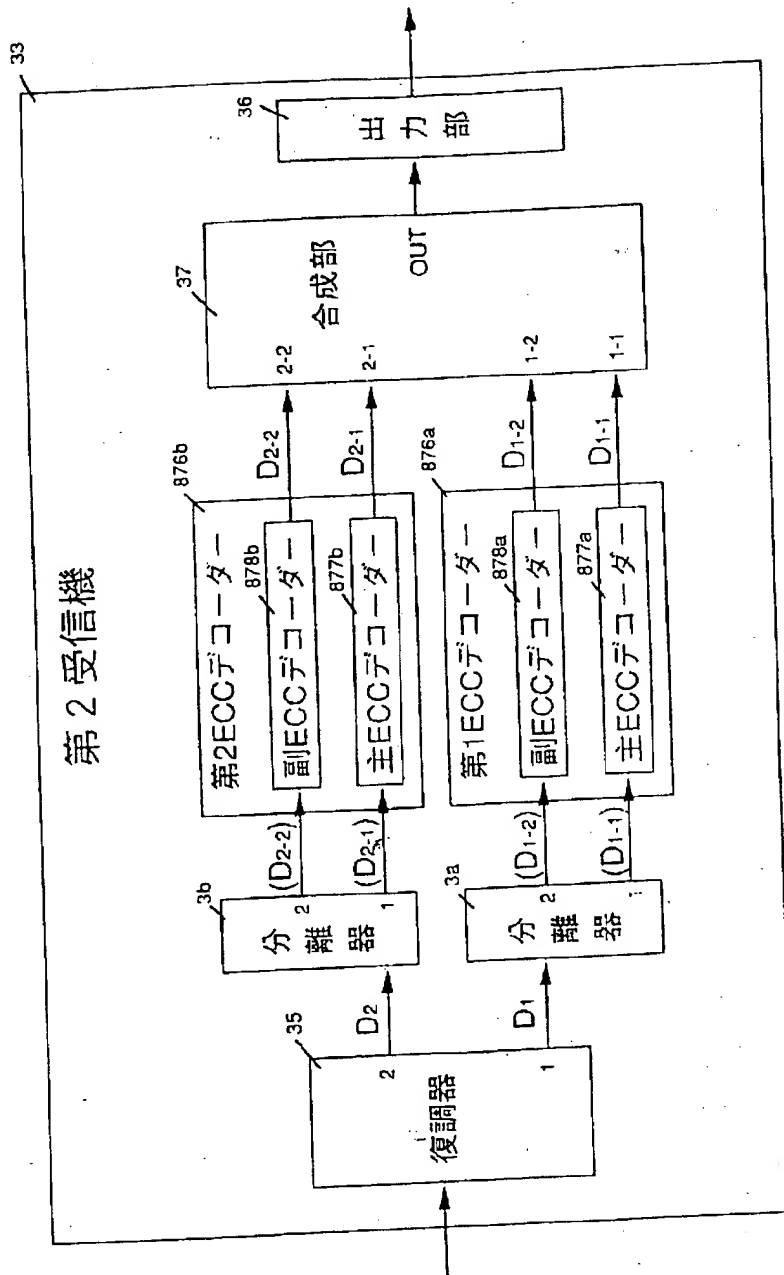 第2受信機
33
35
復調器
2
1
D2
D1
3b
分離器
2
1
3a
分離器
2
(D2-2)
(D2-1)
(D1-2)
(D1-1)
876b
第2ECCデコーダー
878b
副ECCデコーダー
877b
主ECCデコーダー
876a
第1ECCデコーダー
878a
副ECCデコーダー
877a
主ECCデコーダー
D2-2
D2-1
D1-2
D1-1
37
合成部
2-2
2-1
1-2
1-1
OUT
36
出力部